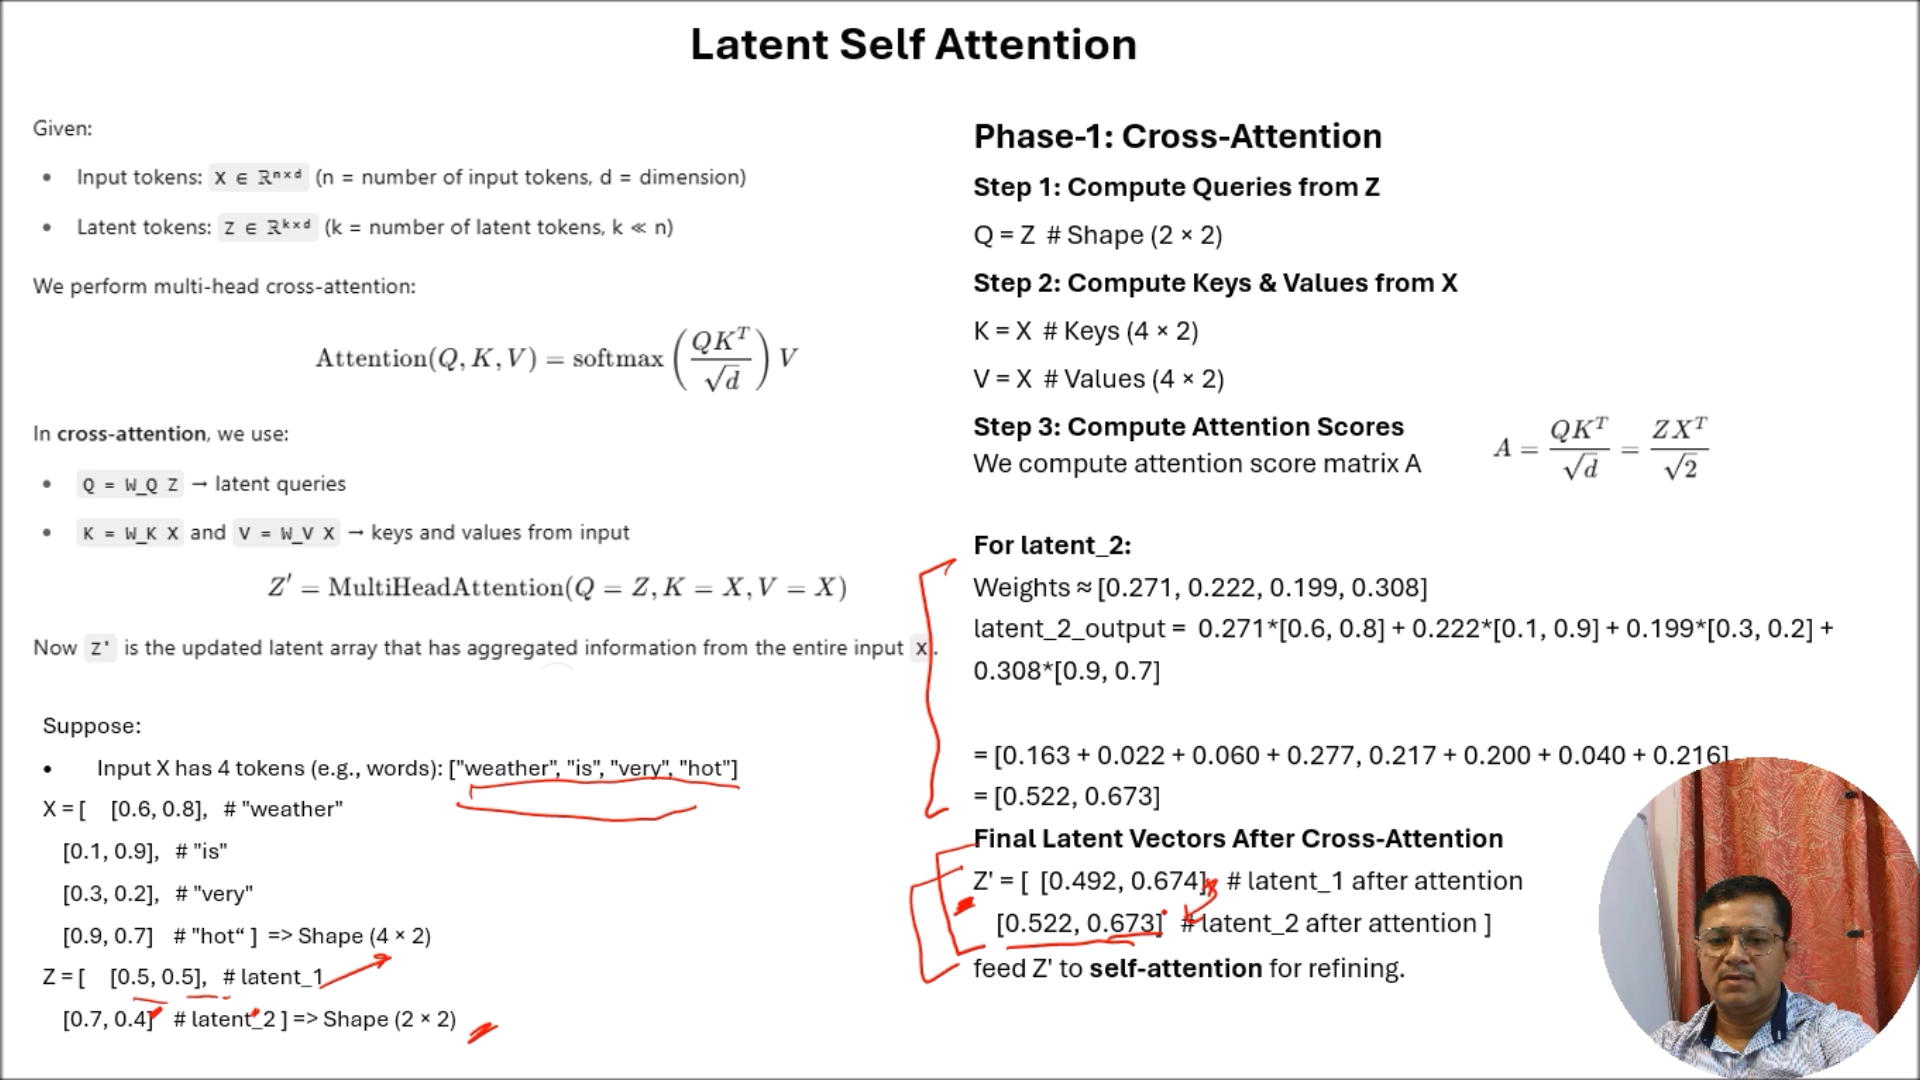 Latent Self Attention
Given:
• Input tokens: X ∈ ℝⁿˣᵈ (n = number of input tokens, d = dimension)
• Latent tokens: Z ∈ ℝᵏˣᵈ (k = number of latent tokens, k ≪ n)
We perform multi-head cross-attention:
Attention(Q, K, V) = softmax (QKᵀ / √d) V
In cross-attention, we use:
• Q = W_Q Z → latent queries
• K = W_K X and V = W_V X → keys and values from input
Z′ = MultiHeadAttention(Q = Z, K = X, V = X)
Now Z' is the updated latent array that has aggregated information from the entire input X.
Suppose:
• Input X has 4 tokens (e.g., words): ["weather", "is", "very", "hot"]
X = [ [0.6, 0.8], # "weather"
[0.1, 0.9], # "is"
[0.3, 0.2], # "very"
[0.9, 0.7] # "hot“ ] => Shape (4 × 2)
Z = [ [0.5, 0.5], # latent_1
[0.7, 0.4] # latent_2 ] => Shape (2 × 2)
Phase-1: Cross-Attention
Step 1: Compute Queries from Z
Q = Z # Shape (2 × 2)
Step 2: Compute Keys & Values from X
K = X # Keys (4 × 2)
V = X # Values (4 × 2)
Step 3: Compute Attention Scores
We compute attention score matrix A
A = QKᵀ / √d = ZXᵀ / √2
For latent_2:
Weights ≈ [0.271, 0.222, 0.199, 0.308]
latent_2_output = 0.271*[0.6, 0.8] + 0.222*[0.1, 0.9] + 0.199*[0.3, 0.2] +
0.308*[0.9, 0.7]
= [0.163 + 0.022 + 0.060 + 0.277, 0.217 + 0.200 + 0.040 + 0.216]
= [0.522, 0.673]
Final Latent Vectors After Cross-Attention
Z' = [ [0.492, 0.674], # latent_1 after attention
[0.522, 0.673] # latent_2 after attention ]
feed Z' to self-attention for refining.